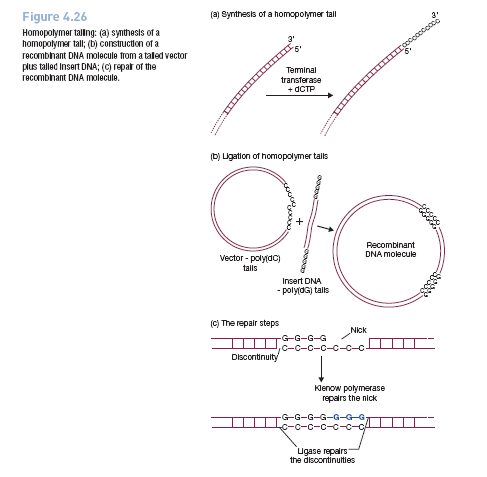 Figure 4.26
Homopolymer tailing: (a) synthesis of a
homopolymer tail; (b) construction of a
recombinant DNA molecule from a tailed vector
plus tailed insert DNA; (c) repair of the
recombinant DNA molecule.
(a) Synthesis of a homopolymer tail
3'
5'
Terminal
transferase
+ dCTP
3'
5'
(b) Ligation of homopolymer tails
+
Vector - poly(dC)
tails
Insert DNA
- poly(dG) tails
Recombinant
DNA molecule
(c) The repair steps
Nick
G-G-G-G
C-C-C-C-C-C-C
Discontinuity
Klenow polymerase
repairs the nick
G-G-G-G-G-G-G
C-C-C-C-C-C-C
Ligase repairs
the discontinuities